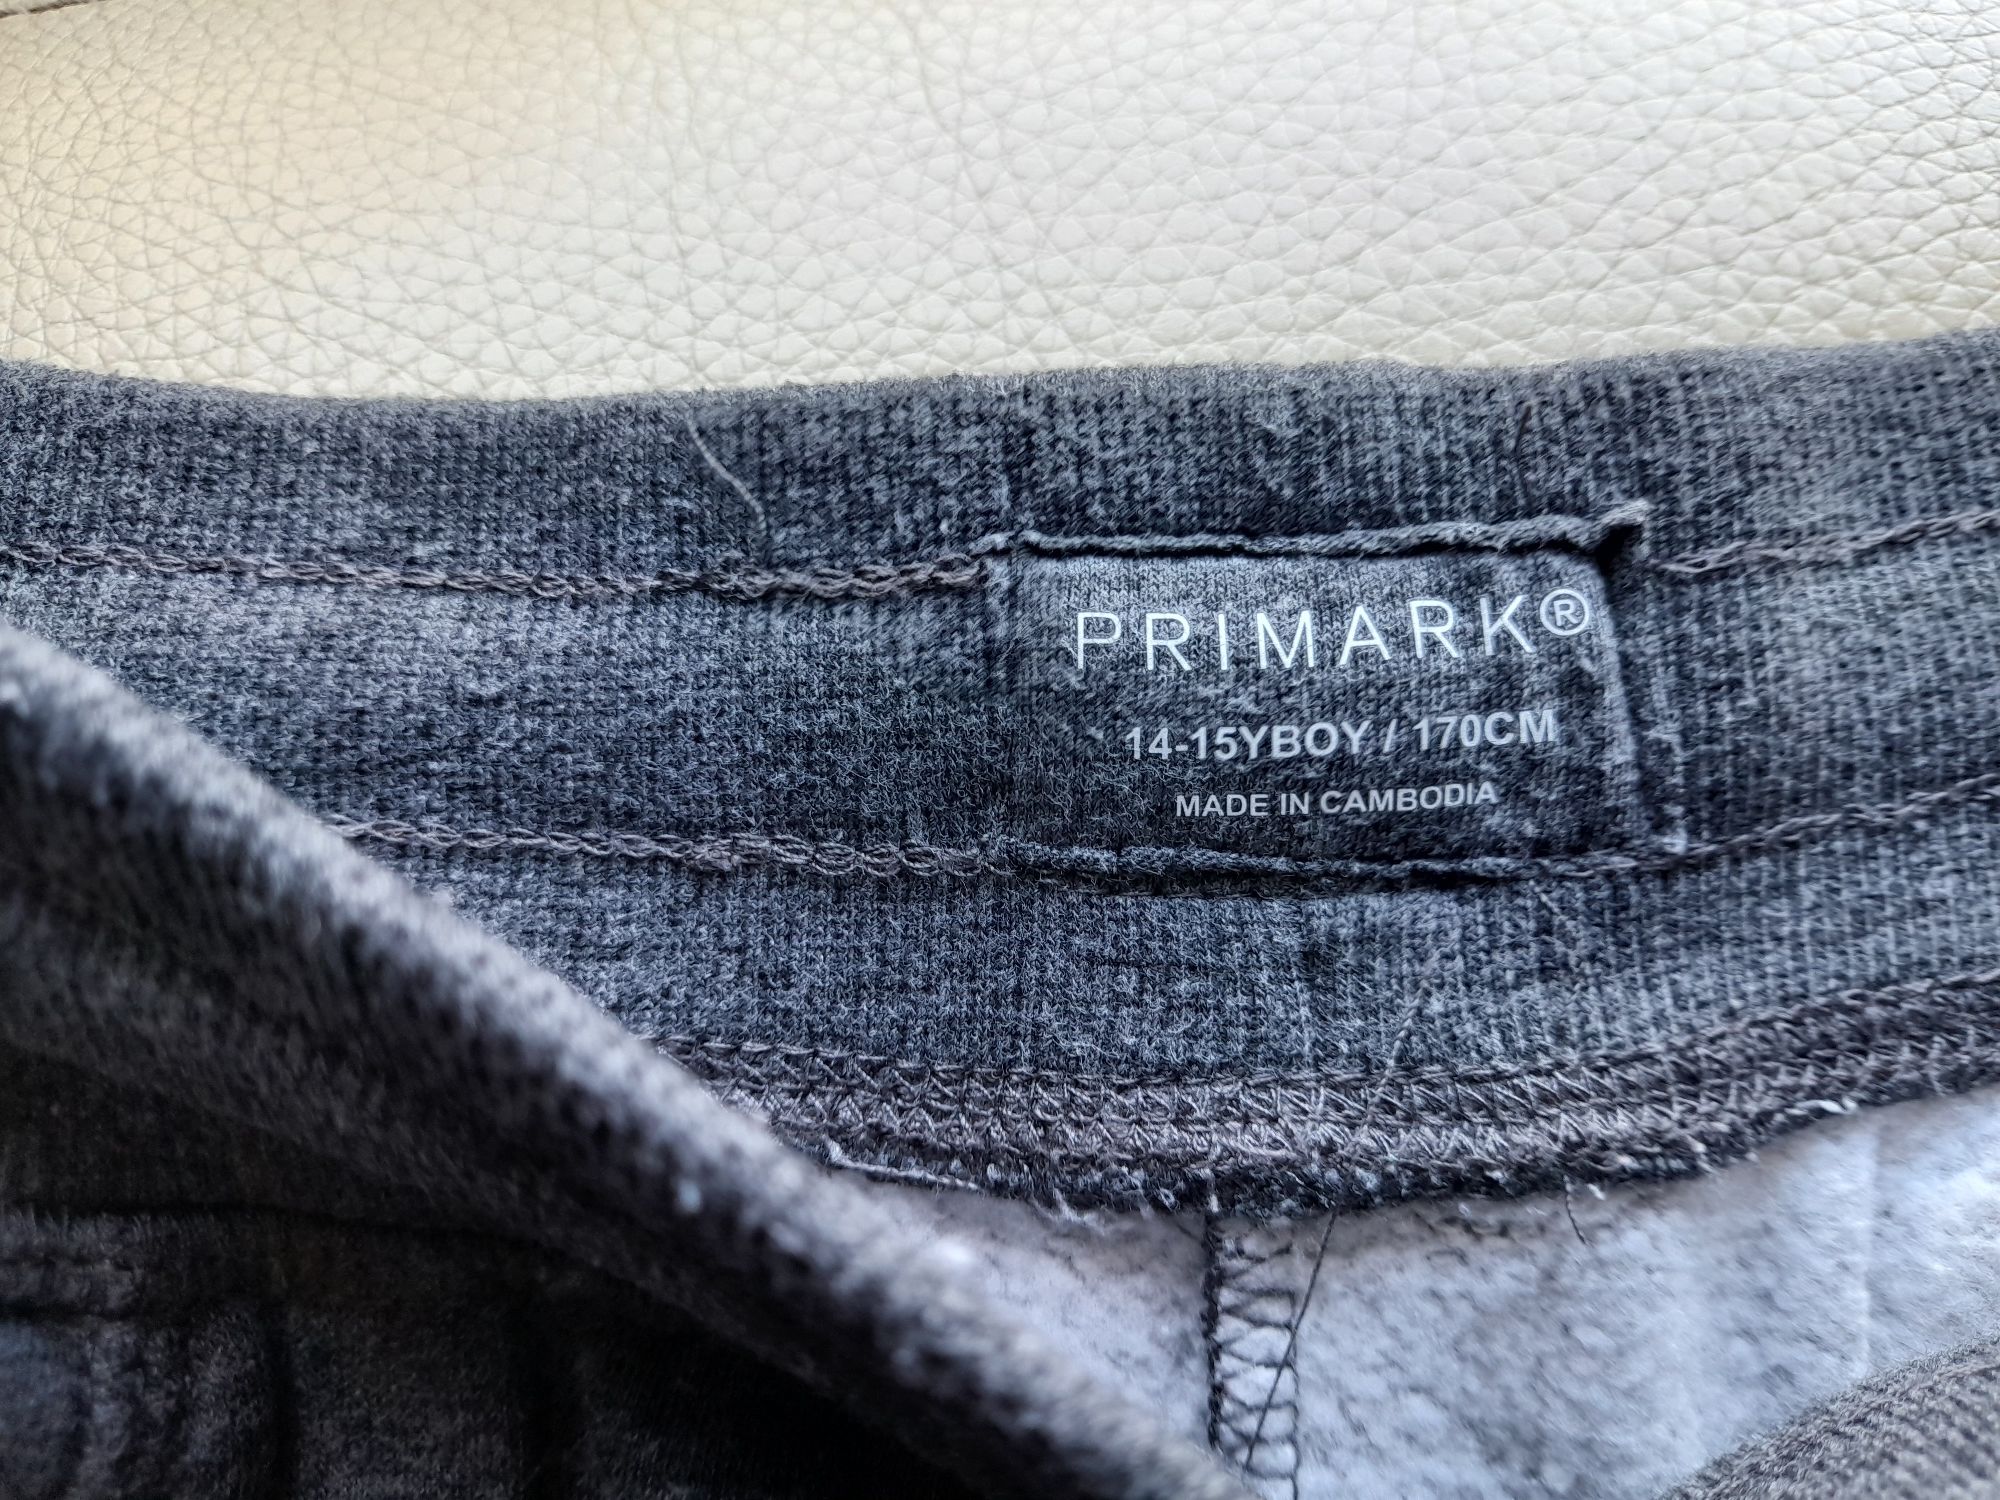 PRIMARK®
14-15YBOY / 170CM
MADE IN CAMBODIA